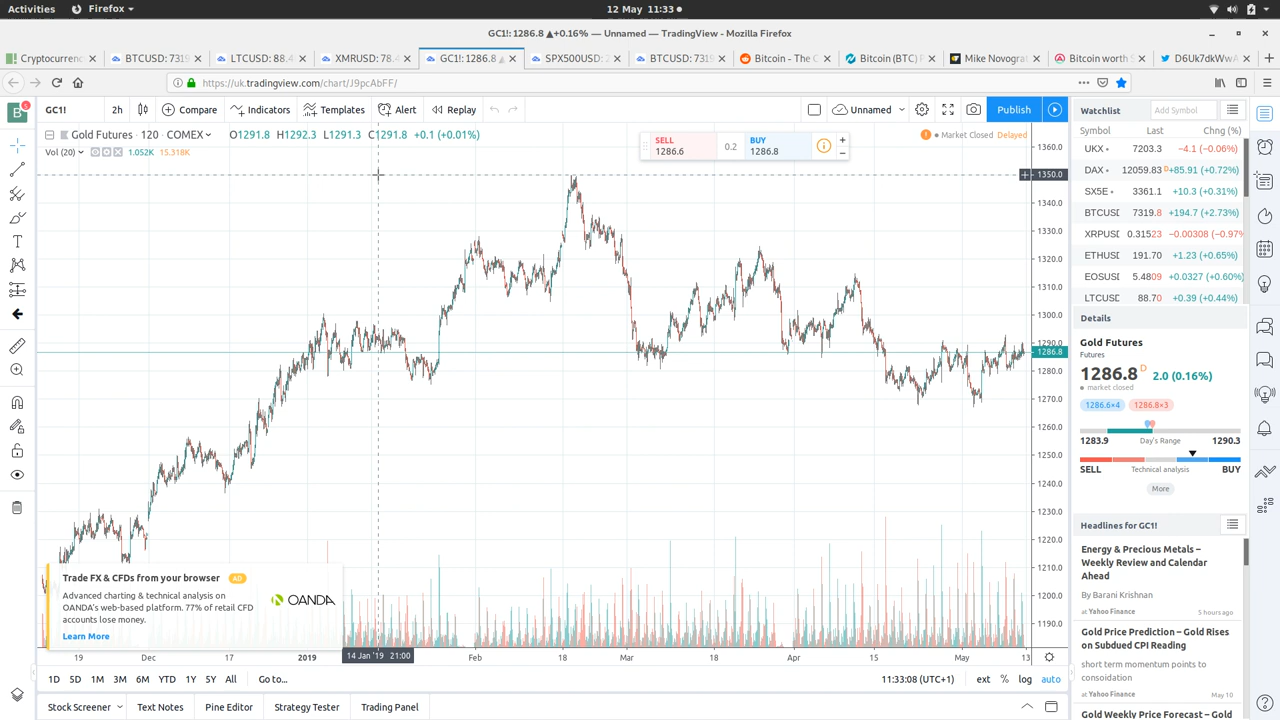 Activities Firefox 12 May 11:33
GC1!: 1286.8 ▲+0.16% — Unnamed — TradingView - Mozilla Firefox
Cryptocurrenc BTCUSD: 7319 LTCUSD: 88.4 XMRUSD: 78. GC1!: 1286.8 ▲ SPX500USD: 2 BTCUSD: 7319 Bitcoin - The C Bitcoin (BTC) P Mike Novogra Bitcoin worth $ D6Uk7dkWwA
https://uk.tradingview.com/chart/J9pcAbFF/
B 5 GC1! 2h Compare Indicators Templates Alert Replay Unnamed Publish
Gold Futures • 120 • COMEX O1291.8 H1292.3 L1291.3 C1291.8 +0.1 (+0.01%)
Market Closed Delayed
Vol (20) 1.052K 15.318K
SELL
1286.6
0.2
BUY
1286.8
1360.0
1350.0
1340.0
1330.0
1320.0
1310.0
1300.0
1290.0
1286.8
1280.0
1270.0
1260.0
1250.0
1240.0
1230.0
1220.0
1210.0
1200.0
1190.0
Trade FX & CFDs from your browser AD
Advanced charting & technical analysis on
OANDA's web-based platform. 77% of retail CFD
accounts lose money.
Learn More
OANDA
19 Dec 17 2019 14 Jan '19 21:00 Feb 18 Mar 18 Apr 15 May 13
1D 5D 1M 3M 6M YTD 1Y 5Y All Go to... 11:33:08 (UTC+1) ext % log auto
Stock Screener Text Notes Pine Editor Strategy Tester Trading Panel
Watchlist Add Symbol
Symbol Last Chng (%)
UKX 7203.3 −4.1 (−0.06%)
DAX 12059.83 D +85.91 (+0.72%)
SX5E 3361.1 +10.3 (+0.31%)
BTCUSD 7319.8 +194.7 (+2.73%)
XRPUSD 0.31523 −0.00308 (−0.97%
ETHUSD 191.70 +1.23 (+0.65%)
EOSUSD 5.4809 +0.0327 (+0.60%)
LTCUSD 88.70 +0.39 (+0.44%)
Details
Gold Futures
Futures
1286.8 D 2.0 (0.16%)
market closed
1286.6×4 1286.8×3
1283.9 Day's Range 1290.3
SELL Technical analysis BUY
More
Headlines for GC1!
Energy & Precious Metals –
Weekly Review and Calendar
Ahead
By Barani Krishnan
at Yahoo Finance 5 hours ago
Gold Price Prediction – Gold Rises
on Subdued CPI Reading
short term momentum points to
consoidation
at Yahoo Finance May 10
Gold Weekly Price Forecast – Gold